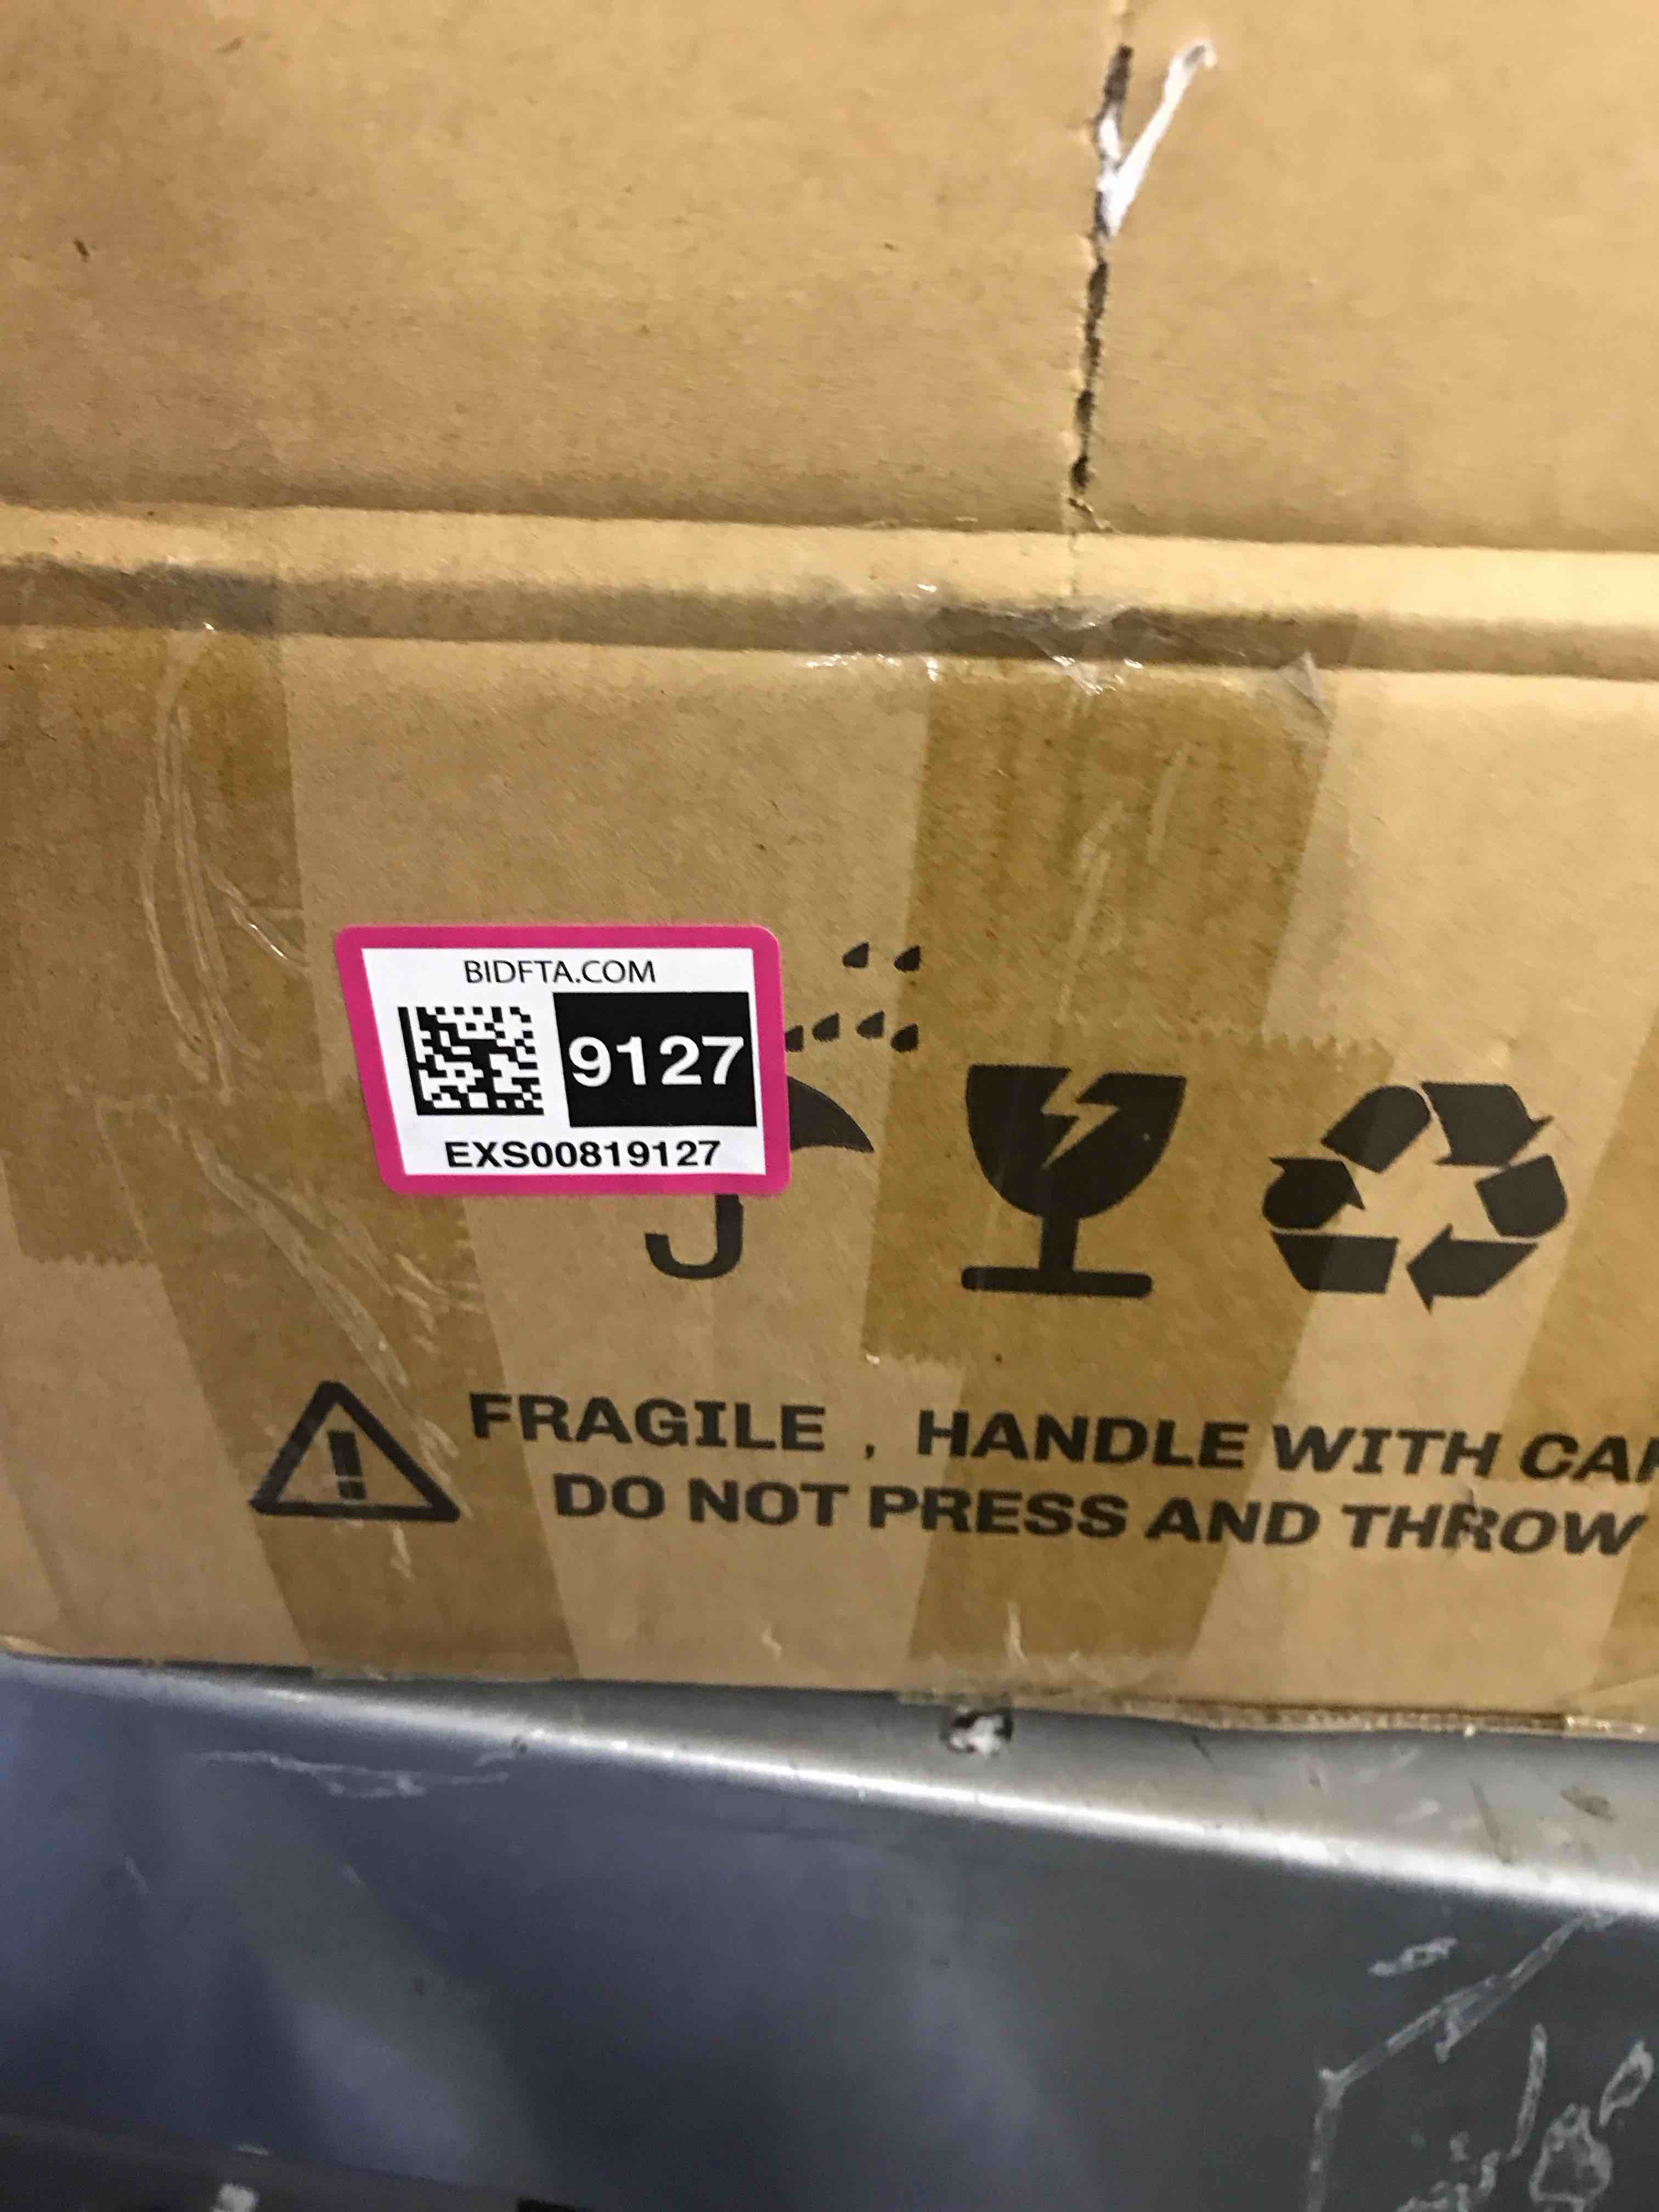 BIDFTA.COM
9127
EXS00819127
FRAGILE , HANDLE WITH
DO NOT PRESS AND THROW